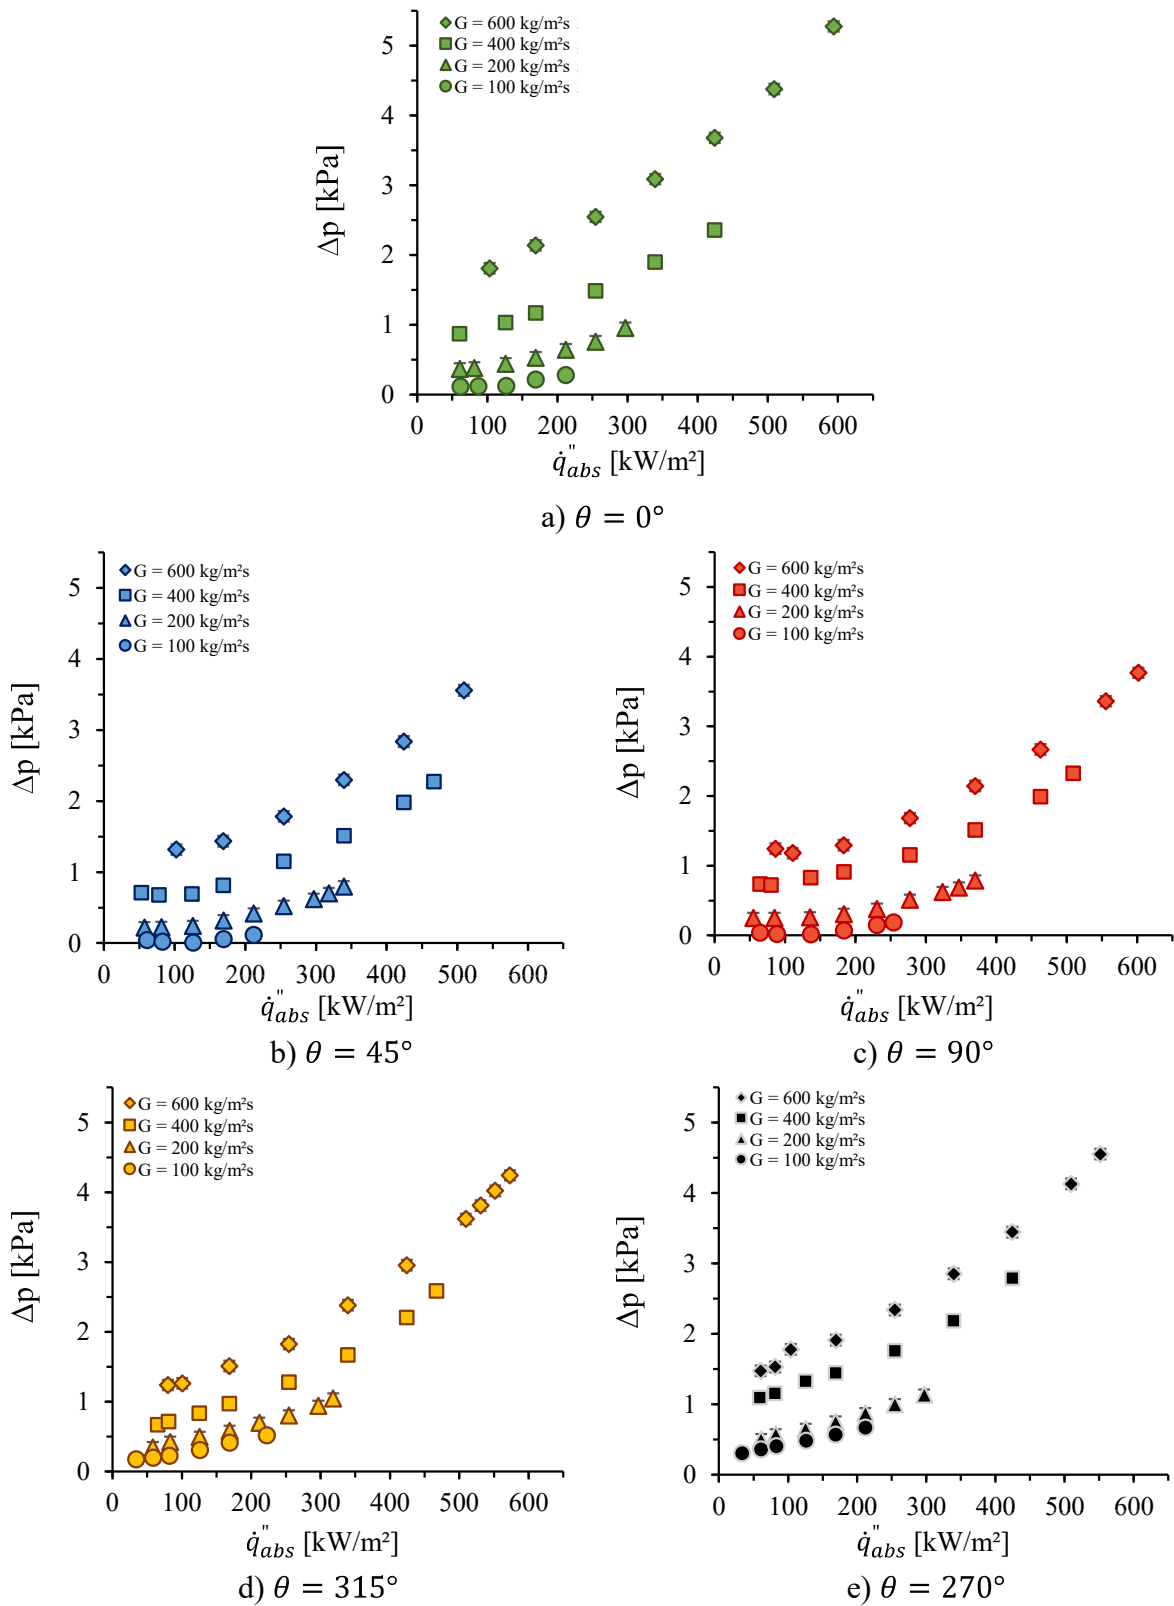 G = 600 kg/m²s
G = 400 kg/m²s
G = 200 kg/m²s
G = 100 kg/m²s
5
4
3
2
1
0
Δp [kPa]
0 100 200 300 400 500 600
q̇"abs [kW/m²]
a) θ = 0°
G = 600 kg/m²s
G = 400 kg/m²s
G = 200 kg/m²s
G = 100 kg/m²s
5
4
3
2
1
0
Δp [kPa]
0 100 200 300 400 500 600
q̇"abs [kW/m²]
b) θ = 45°
G = 600 kg/m²s
G = 400 kg/m²s
G = 200 kg/m²s
G = 100 kg/m²s
5
4
3
2
1
0
Δp [kPa]
0 100 200 300 400 500 600
q̇"abs [kW/m²]
c) θ = 90°
G = 600 kg/m²s
G = 400 kg/m²s
G = 200 kg/m²s
G = 100 kg/m²s
5
4
3
2
1
0
Δp [kPa]
0 100 200 300 400 500 600
q̇"abs [kW/m²]
d) θ = 315°
G = 600 kg/m²s
G = 400 kg/m²s
G = 200 kg/m²s
G = 100 kg/m²s
5
4
3
2
1
0
Δp [kPa]
0 100 200 300 400 500 600
q̇"abs [kW/m²]
e) θ = 270°